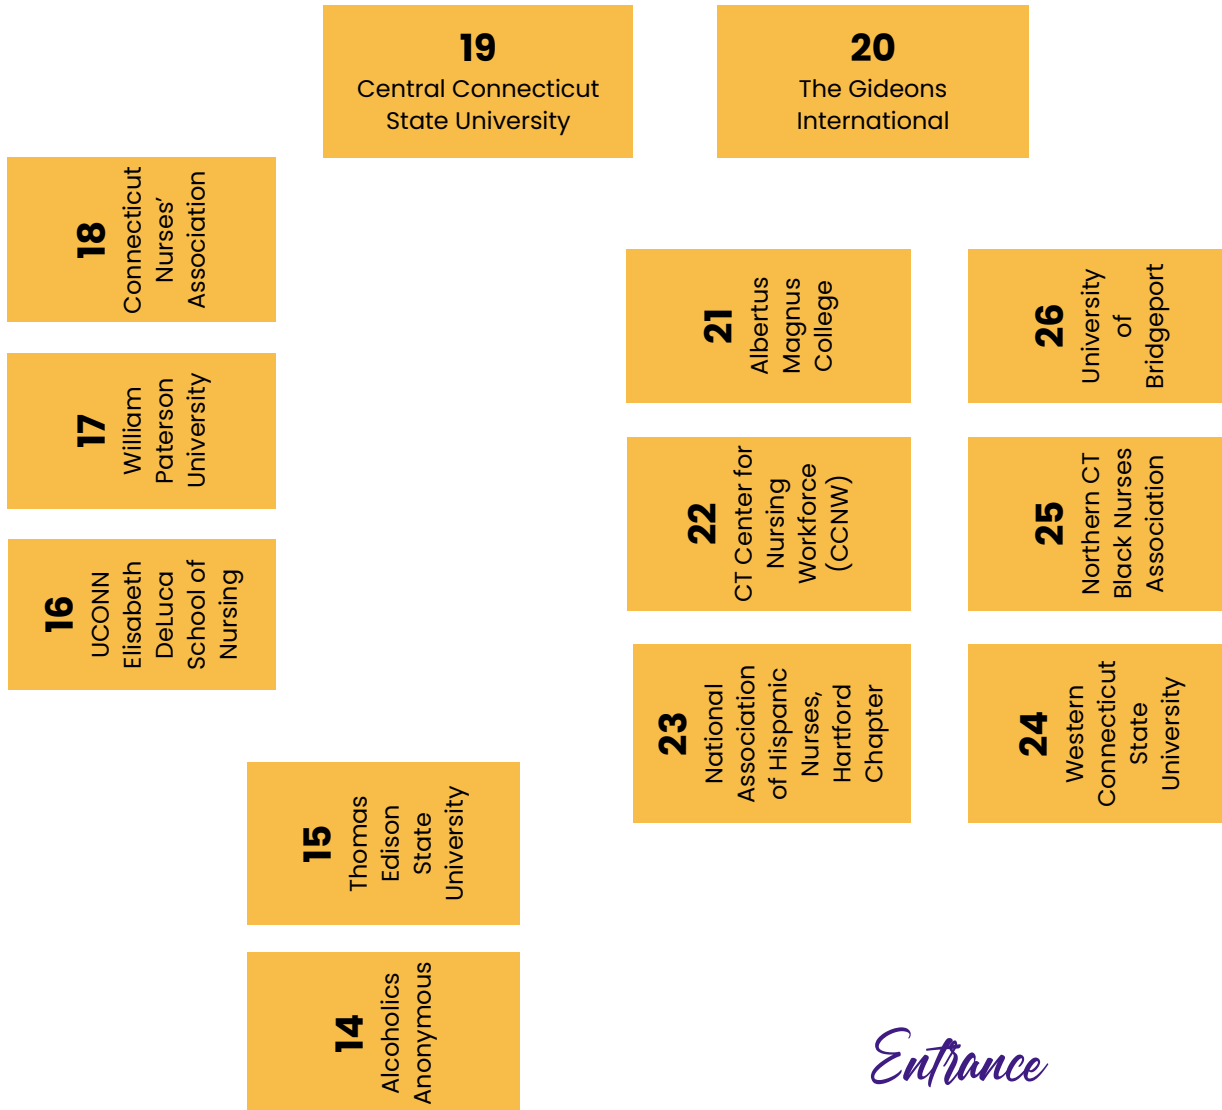 19
Central Connecticut
State University
20
The Gideons
International
18
Connecticut
Nurses’
Association
17
William
Paterson
University
16
UCONN
Elisabeth
DeLuca
School of
Nursing
21
Albertus
Magnus
College
26
University
of
Bridgeport
22
CT Center for
Nursing
Workforce
(CCNW)
25
Northern CT
Black Nurses
Association
23
National
Association
of Hispanic
Nurses,
Hartford
Chapter
24
Western
Connecticut
State
University
15
Thomas
Edison
State
University
14
Alcoholics
Anonymous
Entrance